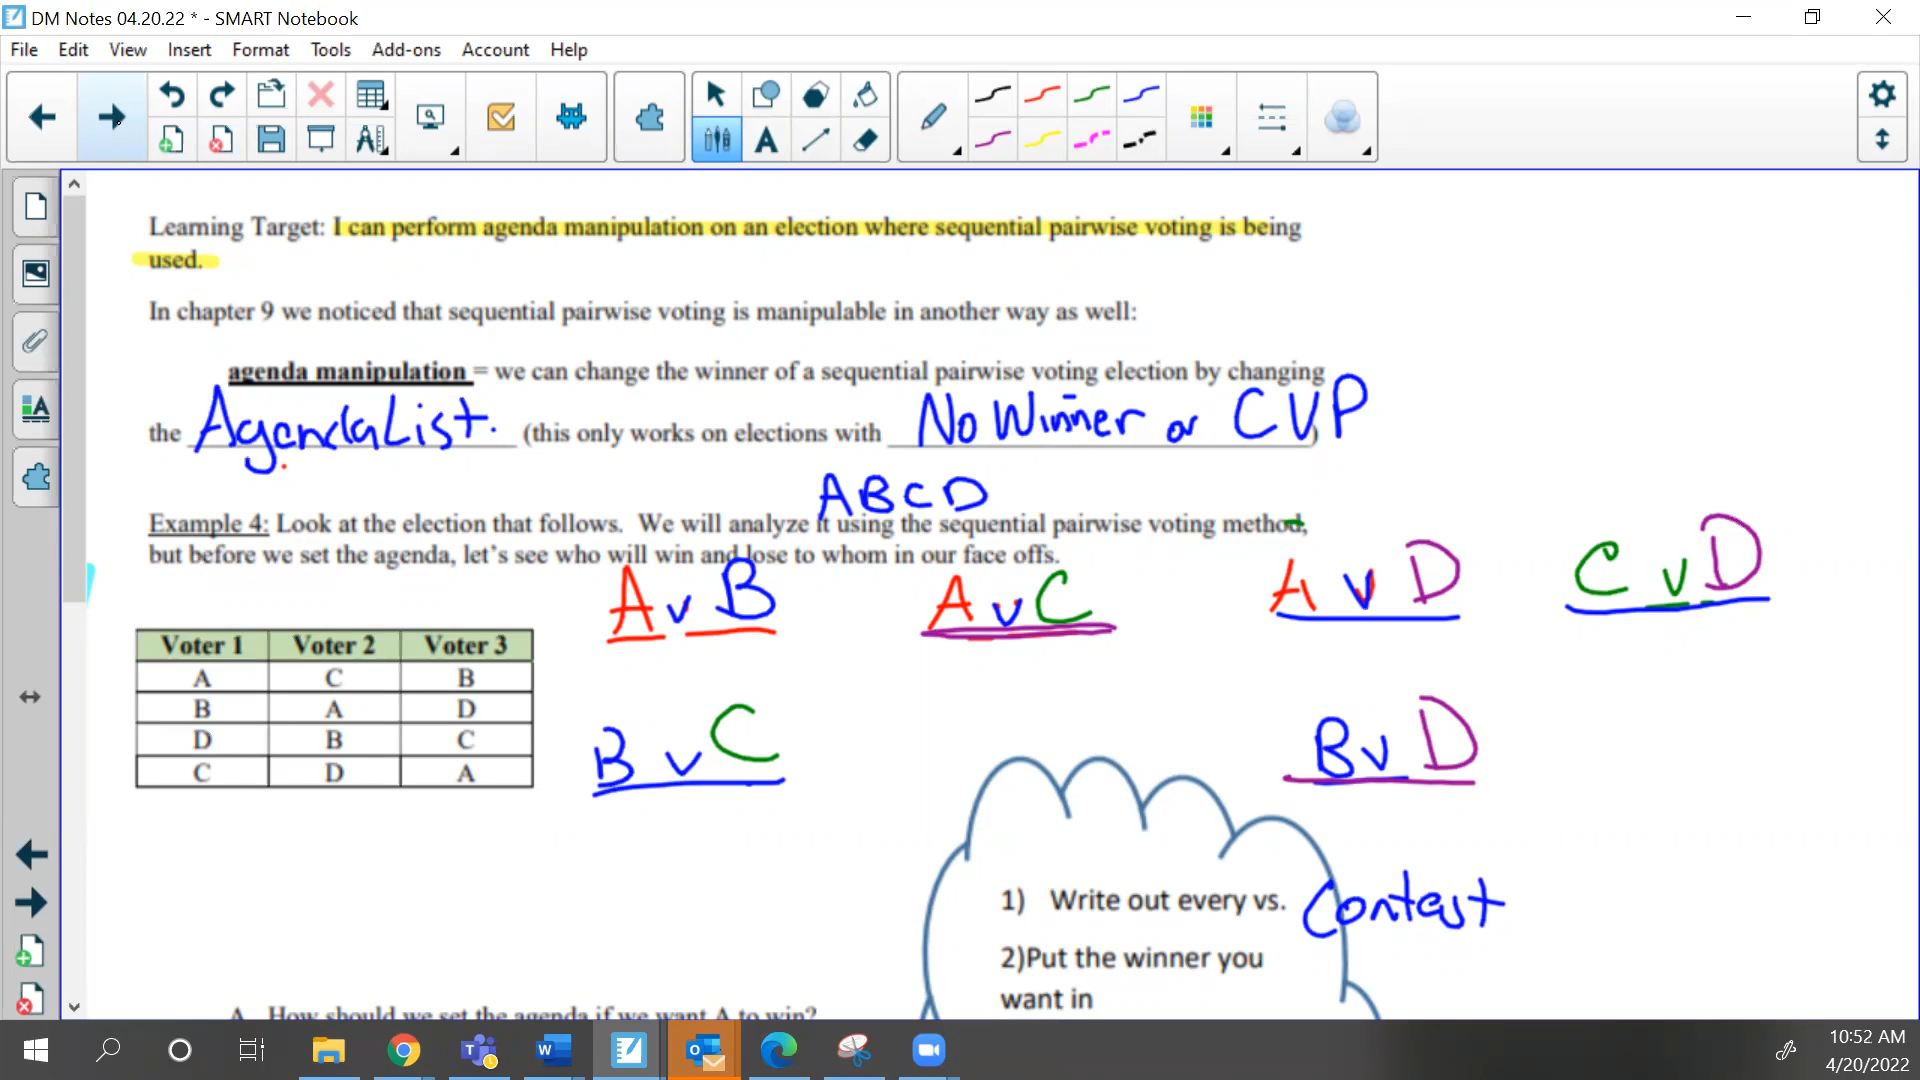 DM Notes 04.20.22 * - SMART Notebook
File Edit View Insert Format Tools Add-ons Account Help
Learning Target: I can perform agenda manipulation on an election where sequential pairwise voting is being
used.
In chapter 9 we noticed that sequential pairwise voting is manipulable in another way as well:
agenda manipulation = we can change the winner of a sequential pairwise voting election by changing
the Agenda List. (this only works on elections with No Winner or CVP)
ABCD
Example 4: Look at the election that follows. We will analyze it using the sequential pairwise voting method,
but before we set the agenda, let's see who will win and lose to whom in our face offs.
A v B A v C A v D C v D
Voter 1 Voter 2 Voter 3
A C B
B A D
D B C
C D A
B v C B v D
1) Write out every vs. Contest
2)Put the winner you
want in
A. How should we set the agenda if we want A to win?
10:52 AM
4/20/2022